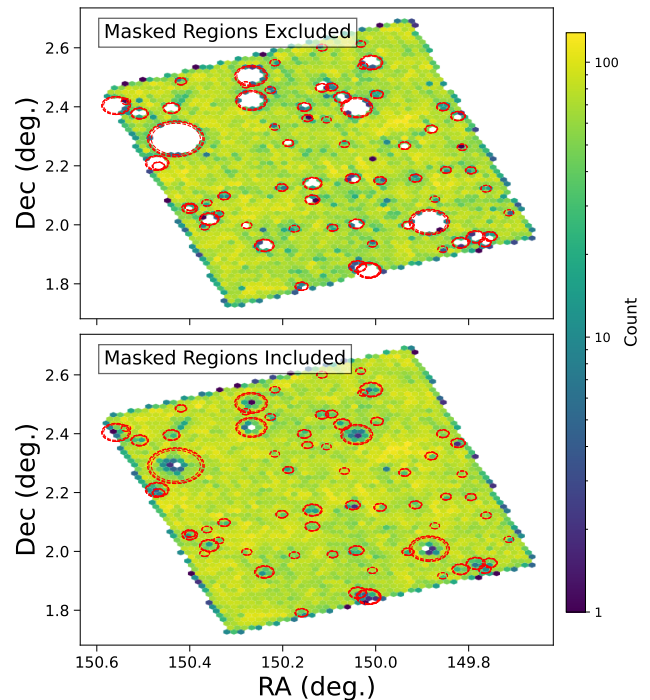 Masked Regions Excluded
2.6
2.4
2.2
2.0
1.8
Dec (deg.)
Masked Regions Included
2.6
2.4
2.2
2.0
1.8
Dec (deg.)
150.6 150.4 150.2 150.0 149.8
RA (deg.)
100
10
1
Count